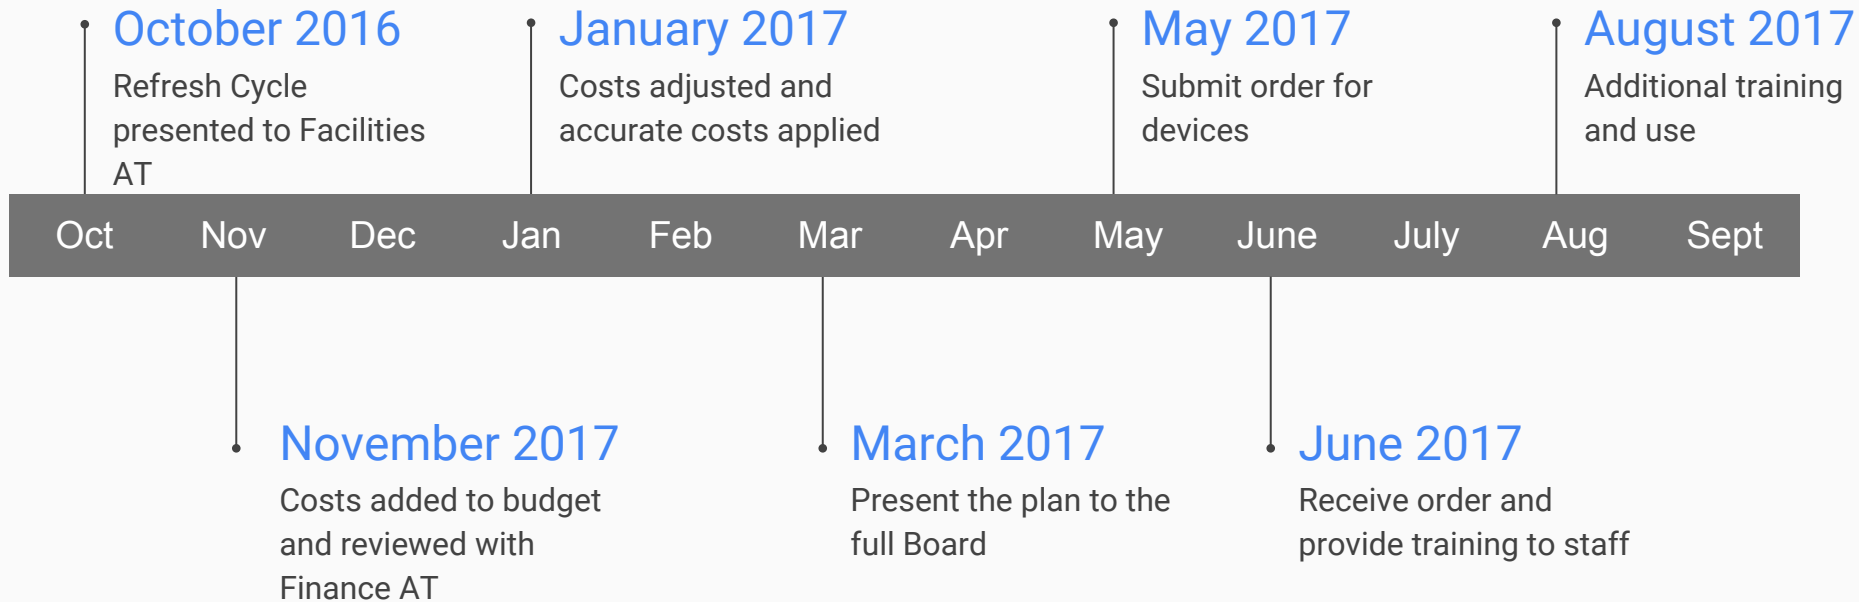 October 2016
Refresh Cycle
presented to Facilities
AT
January 2017
Costs adjusted and
accurate costs applied
May 2017
Submit order for
devices
August 2017
Additional training
and use
Oct Nov Dec Jan Feb Mar Apr May June July Aug Sept
November 2017
Costs added to budget
and reviewed with
Finance AT
March 2017
Present the plan to the
full Board
June 2017
Receive order and
provide training to staff